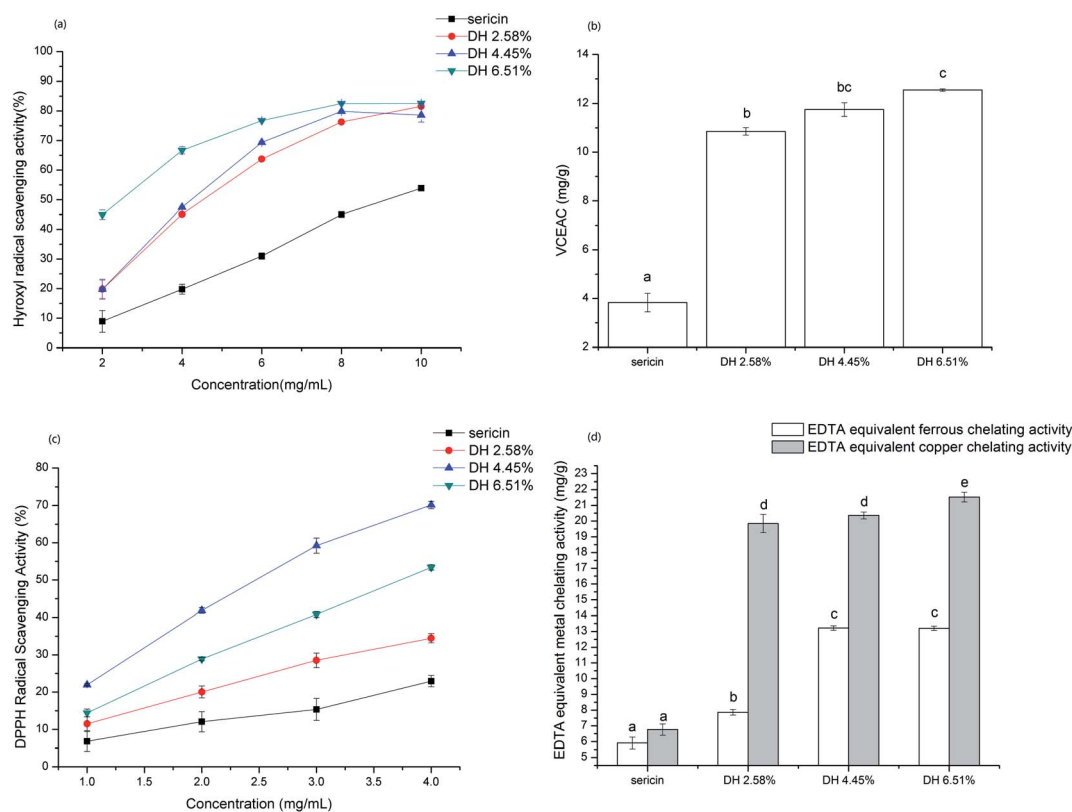 (a)
sericin
DH 2.58%
DH 4.45%
DH 6.51%
100
90
80
70
60
50
40
30
20
10
0
Hyroxyl radical scavenging activity(%)
2 4 6 8 10
Concentration(mg/mL)
(b)
14
12
10
8
6
4
2
VCEAC (mg/g)
a
b
bc
c
sericin DH 2.58% DH 4.45% DH 6.51%
(c)
sericin
DH 2.58%
DH 4.45%
DH 6.51%
80
70
60
50
40
30
20
10
0
DPPH Radical Scavenging Activity (%)
1.0 1.5 2.0 2.5 3.0 3.5 4.0
Concentration (mg/mL)
(d)
EDTA equivalent ferrous chelating activity
EDTA equivalent copper chelating activity
23
22
21
20
19
18
17
16
15
14
13
12
11
10
9
8
7
6
5
EDTA equivalent metal chelating activity (mg/g)
a a
b d
c d
c e
sericin DH 2.58% DH 4.45% DH 6.51%